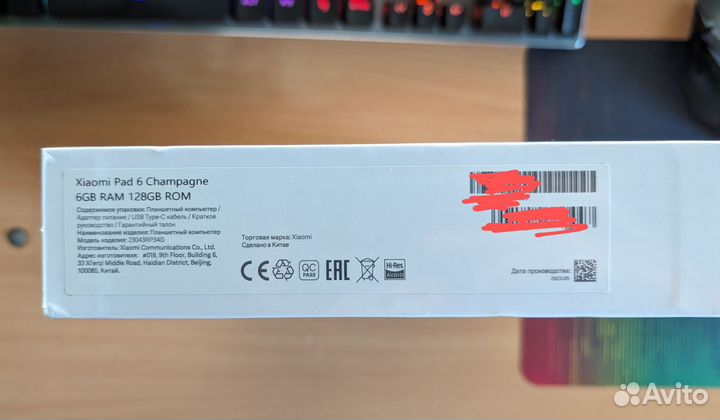 Xiaomi Pad 6 Champagne
6GB RAM 128GB ROM
Содержимое упаковки: Планшетный компьютер /
Адаптер питания / USB Type-C кабель / Краткое
руководство / Гарантийный талон
Наименование изделия: Планшетный компьютер
Модель изделия: 23043RP34G
Изготовитель: Xiaomi Communications Co., Ltd.
Адрес изготовителя: #019, 9th Floor, Building 6,
33 Xi'erqi Middle Road, Haidian District, Beijing,
100085, Китай.
Торговая марка: Xiaomi
Сделано в Китае
CE
QC
PASS
EAC
Hi-Res
AUDIO
Дата производства:
2023.05
Avito